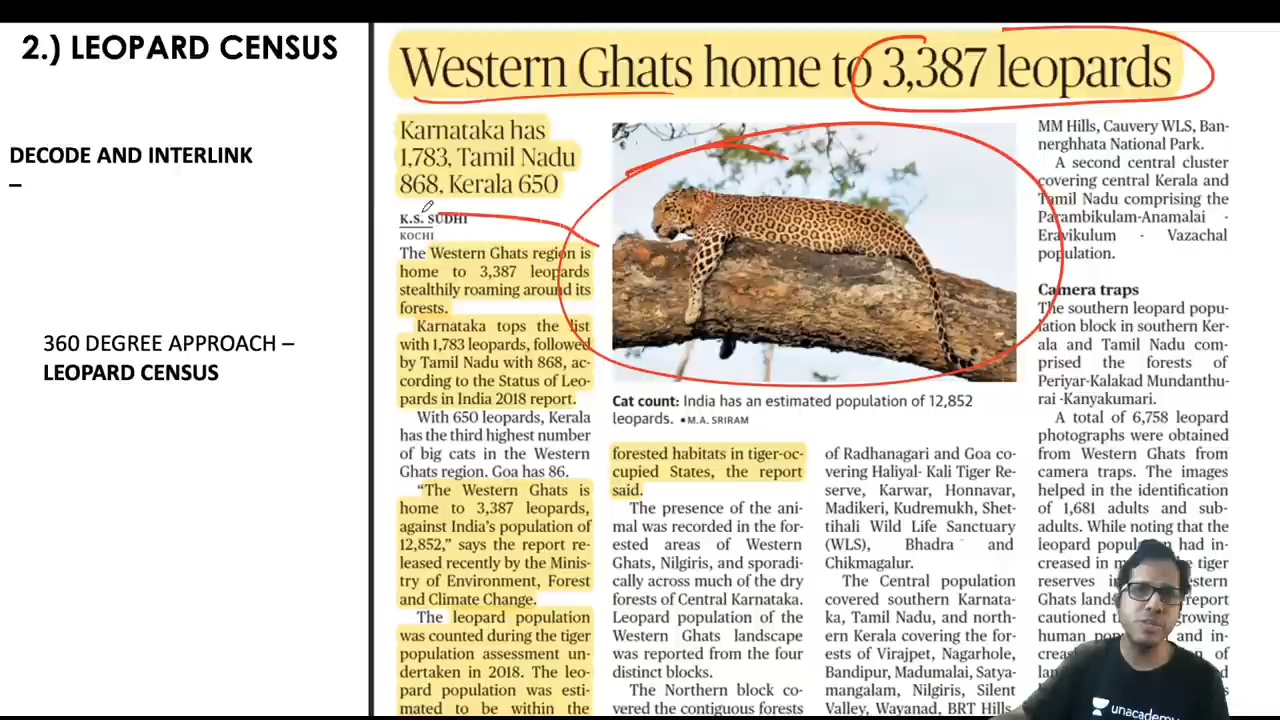 2.) LEOPARD CENSUS
DECODE AND INTERLINK
–
360 DEGREE APPROACH –
LEOPARD CENSUS
Western Ghats home to 3,387 leopards
Karnataka has
1,783, Tamil Nadu
868, Kerala 650
K.S. SUDHI
KOCHI
The Western Ghats region is
home to 3,387 leopards
stealthily roaming around its
forests.
Karnataka tops the list
with 1,783 leopards, followed
by Tamil Nadu with 868, ac-
cording to the Status of Leo-
pards in India 2018 report.
With 650 leopards, Kerala
has the third highest number
of big cats in the Western
Ghats region. Goa has 86.
“The Western Ghats is
home to 3,387 leopards,
against India’s population of
12,852,” says the report re-
leased recently by the Minis-
try of Environment, Forest
and Climate Change.
The leopard population
was counted during the tiger
population assessment un-
dertaken in 2018. The leo-
pard population was esti-
mated to be within the
Cat count: India has an estimated population of 12,852
leopards. •M.A. SRIRAM
forested habitats in tiger-oc-
cupied States, the report
said.
The presence of the ani-
mal was recorded in the for-
ested areas of Western
Ghats, Nilgiris, and sporadi-
cally across much of the dry
forests of Central Karnataka.
Leopard population of the
Western Ghats landscape
was reported from the four
distinct blocks.
The Northern block co-
vered the contiguous forests
of Radhanagari and Goa co-
vering Haliyal- Kali Tiger Re-
serve, Karwar, Honnavar,
Madikeri, Kudremukh, Shet-
tihali Wild Life Sanctuary
(WLS), Bhadra and
Chikmagalur.
The Central population
covered southern Karnata-
ka, Tamil Nadu, and north-
ern Kerala covering the for-
ests of Virajpet, Nagarhole,
Bandipur, Madumalai, Satya-
mangalam, Nilgiris, Silent
Valley, Wayanad, BRT Hills,
MM Hills, Cauvery WLS, Ban-
nerghhata National Park.
A second central cluster
covering central Kerala and
Tamil Nadu comprising the
Parambikulam-Anamalai -
Eravikulum - Vazachal
population.
Camera traps
The southern leopard popu-
lation block in southern Ker-
ala and Tamil Nadu com-
prised the forests of
Periyar-Kalakad Mundanthu-
rai -Kanyakumari.
A total of 6,758 leopard
photographs were obtained
from Western Ghats from
camera traps. The images
helped in the identification
of 1,681 adults and sub-
adults. While noting that the
leopard had in-
creased in tiger
reserves
Ghats report
cautioned growing
human and in-
of
unacademy